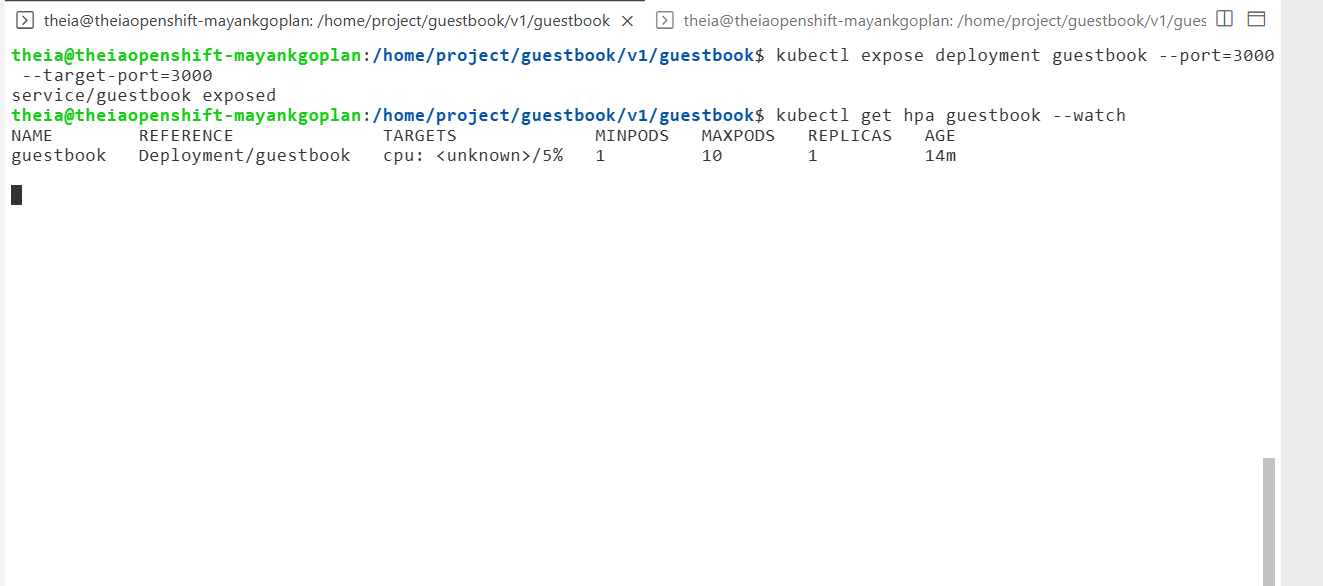 theia@theiaopenshift-mayankgoplan: /home/project/guestbook/v1/guestbook × theia@theiaopenshift-mayankgoplan: /home/project/guestbook/v1/gues
theia@theiaopenshift-mayankgoplan:/home/project/guestbook/v1/guestbook$ kubectl expose deployment guestbook --port=3000
 --target-port=3000
service/guestbook exposed
theia@theiaopenshift-mayankgoplan:/home/project/guestbook/v1/guestbook$ kubectl get hpa guestbook --watch
NAME        REFERENCE              TARGETS             MINPODS   MAXPODS   REPLICAS   AGE
guestbook   Deployment/guestbook   cpu: <unknown>/5%   1         10        1          14m